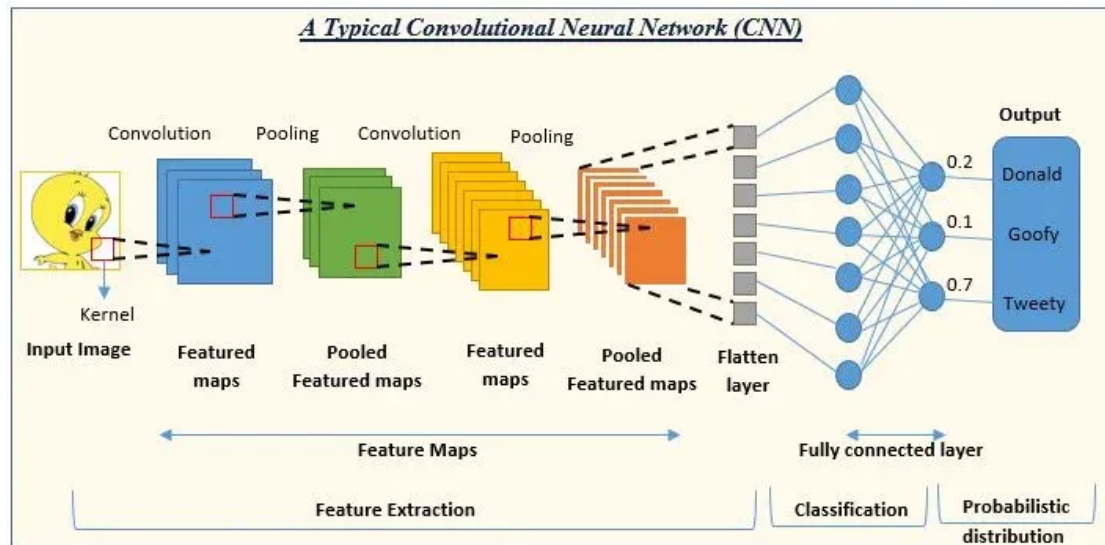 A Typical Convolutional Neural Network (CNN)
Convolution
Pooling
Convolution
Pooling
Output
0.2
Donald
0.1
Goofy
0.7
Tweety
Kernel
Input Image
Featured
maps
Pooled
Featured maps
Featured
maps
Pooled
Featured maps
Flatten
layer
Feature Maps
Fully connected layer
Feature Extraction
Classification
Probabilistic
distribution